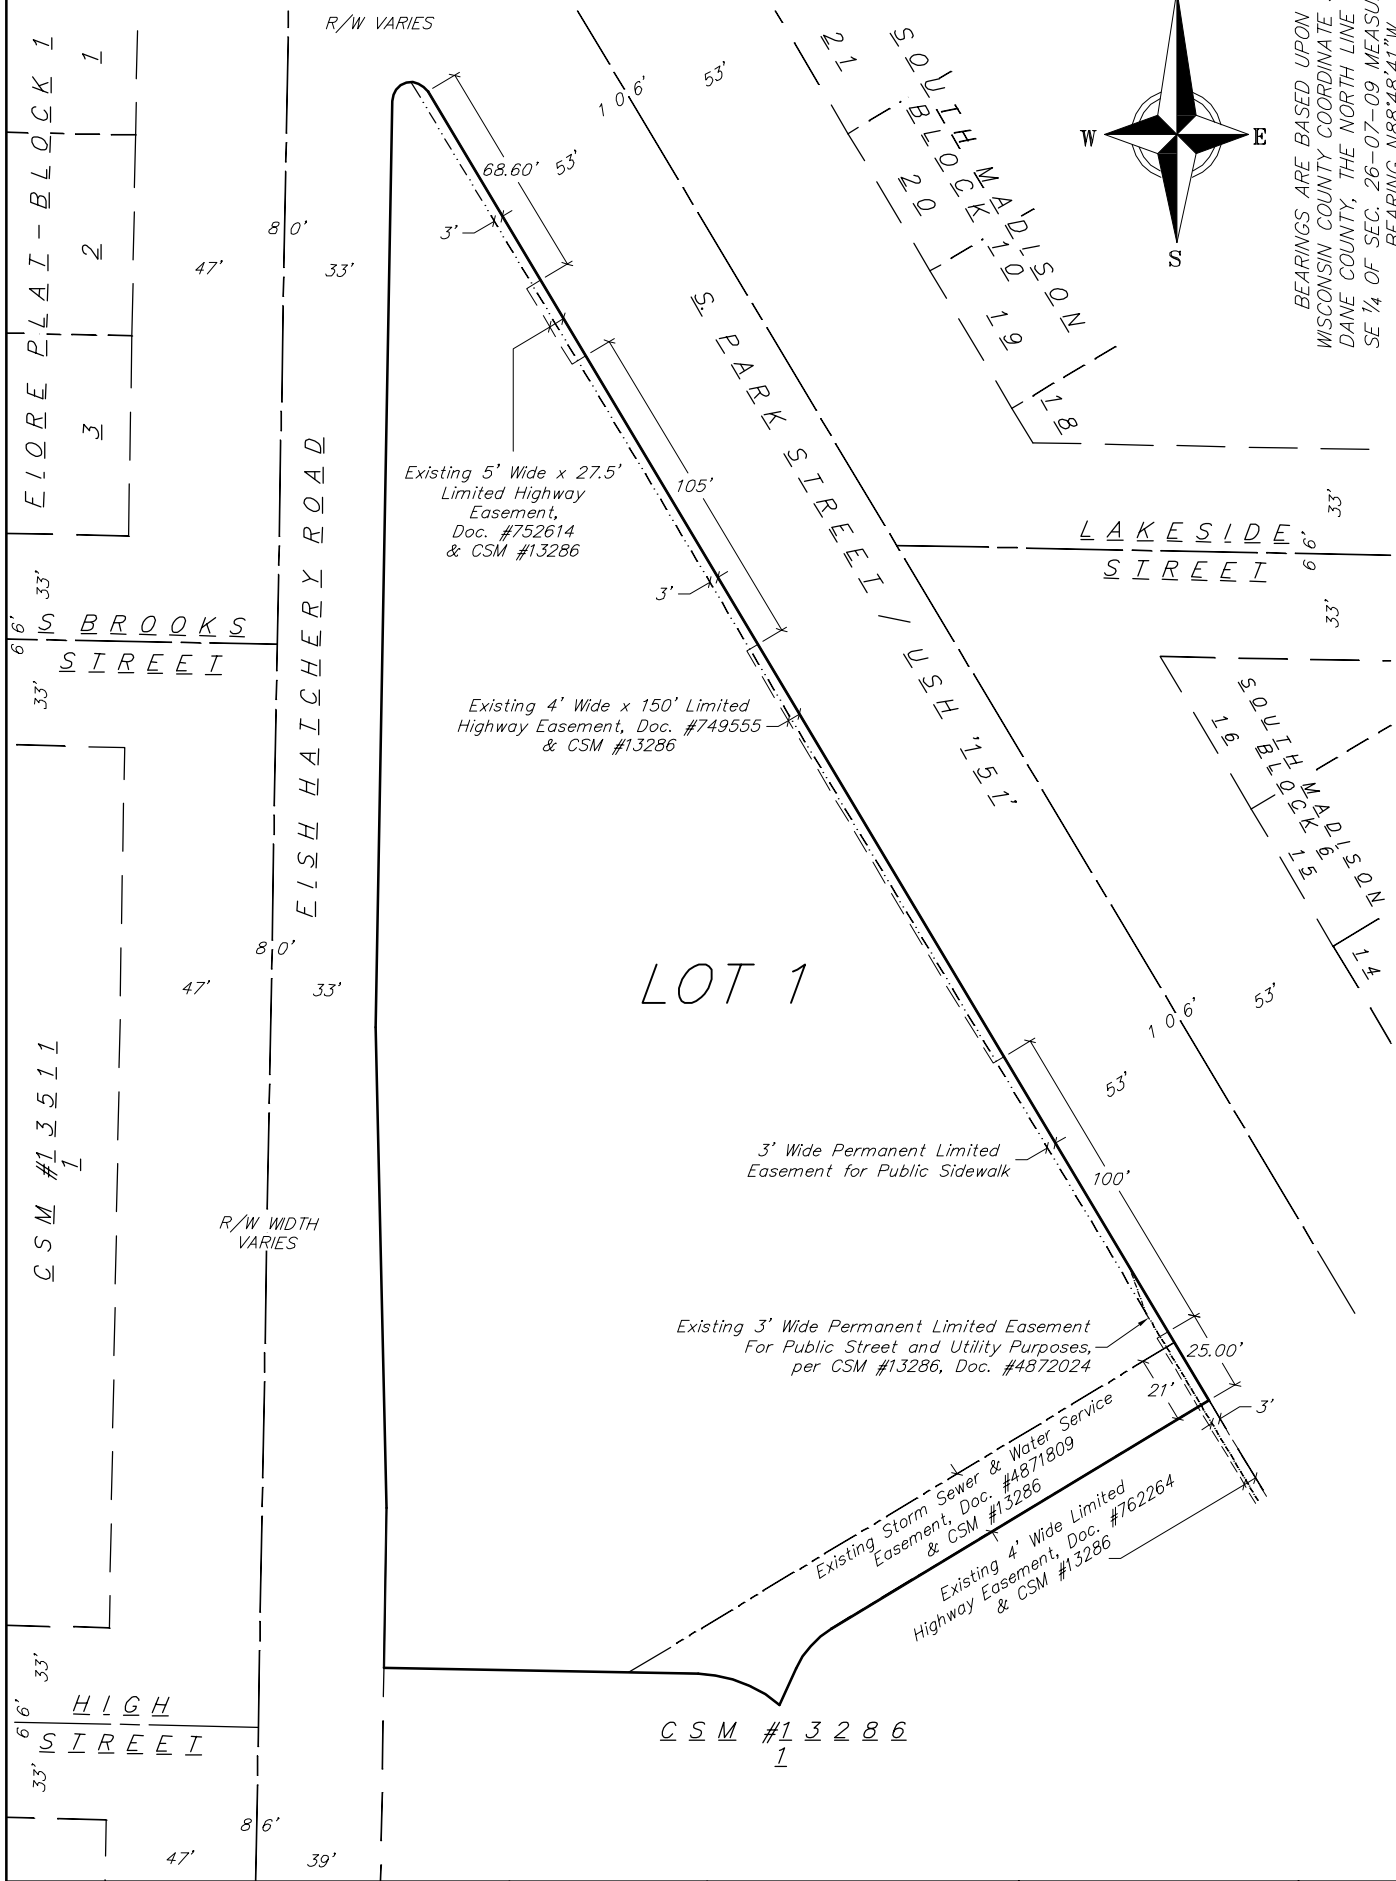 R/W VARIES
FIORE PLAT-BLOCK 1
1
2
3
80'
47'
33'
68.60'
53'
3'
106'
53'
SOUTH MADISON
BLOCK 10
21
20
19
18
W
E
S
BEARINGS ARE BASED UPON
WISCONSIN COUNTY COORDINATE
DANE COUNTY, THE NORTH LINE
SE 1/4 OF SEC. 26-07-09
BEARING N88°48'41"W
S. PARK STREET / USH '151'
Existing 5' Wide x 27.5'
Limited Highway
Easement,
Doc. #752614
& CSM #13286
105'
3'
FISH HATCHERY ROAD
33'
66'
S BROOKS
STREET
33'
LAKESIDE
STREET
33'
66'
33'
Existing 4' Wide x 150' Limited
Highway Easement, Doc. #749555
& CSM #13286
SOUTH MADISON
BLOCK 6
16
15
14
80'
47'
33'
LOT 1
106'
53'
53'
CSM #13511
1
3' Wide Permanent Limited
Easement for Public Sidewalk
100'
R/W WIDTH
VARIES
Existing 3' Wide Permanent Limited Easement
For Public Street and Utility Purposes,
per CSM #13286, Doc. #4872024
25.00'
21'
3'
Existing Storm Sewer & Water Service
Easement, Doc. #4871809
& CSM #13286
Existing 4' Wide Limited
Highway Easement, Doc. #762264
& CSM #13286
33'
66'
HIGH
STREET
33'
CSM #13286
1
86'
47'
39'